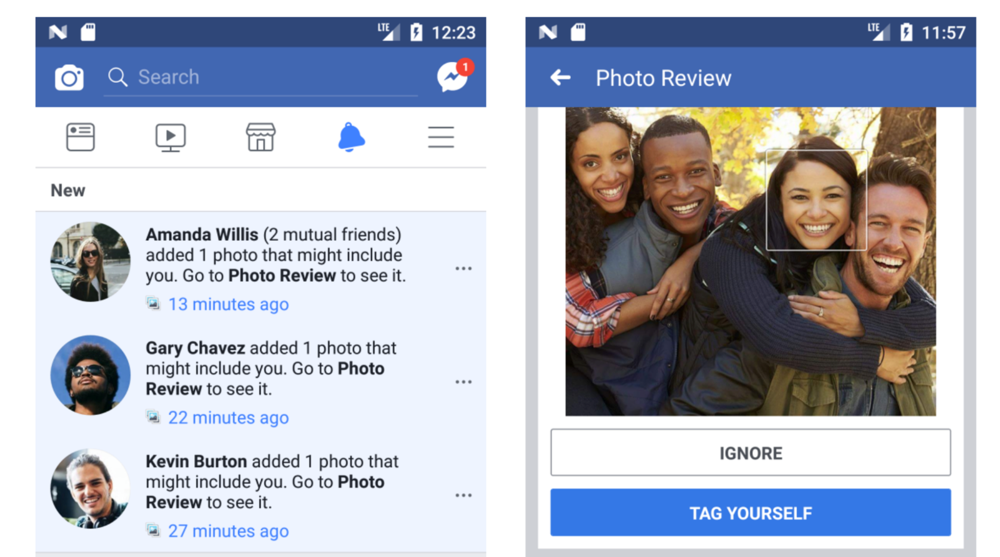 LTE 12:23
Search
1
New
Amanda Willis (2 mutual friends)
added 1 photo that might include
you. Go to Photo Review to see it.
13 minutes ago
Gary Chavez added 1 photo that
might include you. Go to Photo
Review to see it.
22 minutes ago
Kevin Burton added 1 photo that
might include you. Go to Photo
Review to see it.
27 minutes ago
LTE 11:57
Photo Review
IGNORE
TAG YOURSELF